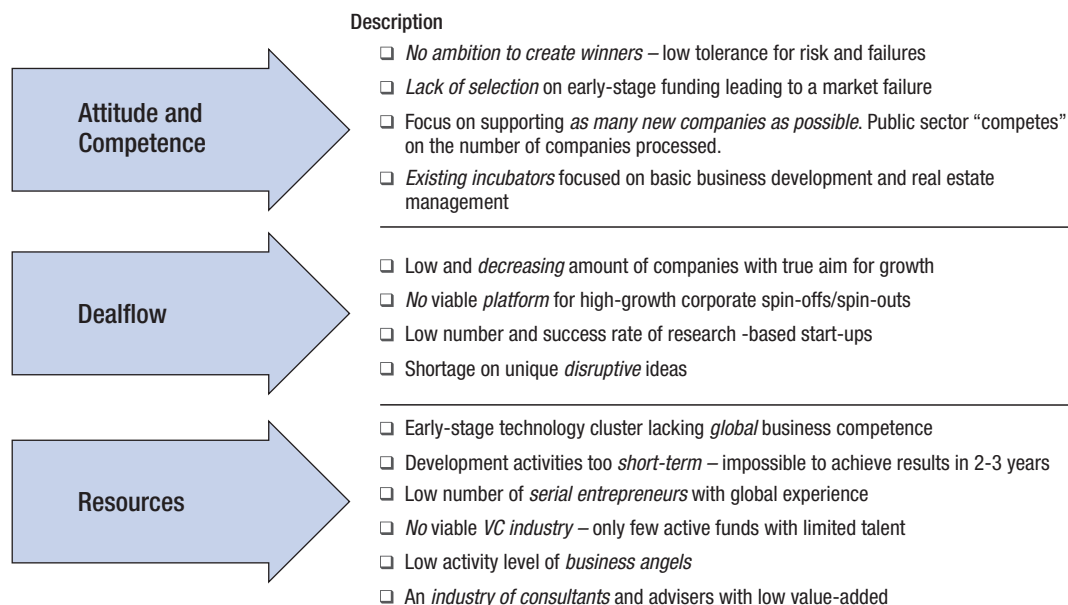 Description
Attitude and
Competence
❑ No ambition to create winners – low tolerance for risk and failures
❑ Lack of selection on early-stage funding leading to a market failure
❑ Focus on supporting as many new companies as possible. Public sector “competes”
on the number of companies processed.
❑ Existing incubators focused on basic business development and real estate
management
Dealflow
❑ Low and decreasing amount of companies with true aim for growth
❑ No viable platform for high-growth corporate spin-offs/spin-outs
❑ Low number and success rate of research -based start-ups
❑ Shortage on unique disruptive ideas
Resources
❑ Early-stage technology cluster lacking global business competence
❑ Development activities too short-term – impossible to achieve results in 2-3 years
❑ Low number of serial entrepreneurs with global experience
❑ No viable VC industry – only few active funds with limited talent
❑ Low activity level of business angels
❑ An industry of consultants and advisers with low value-added